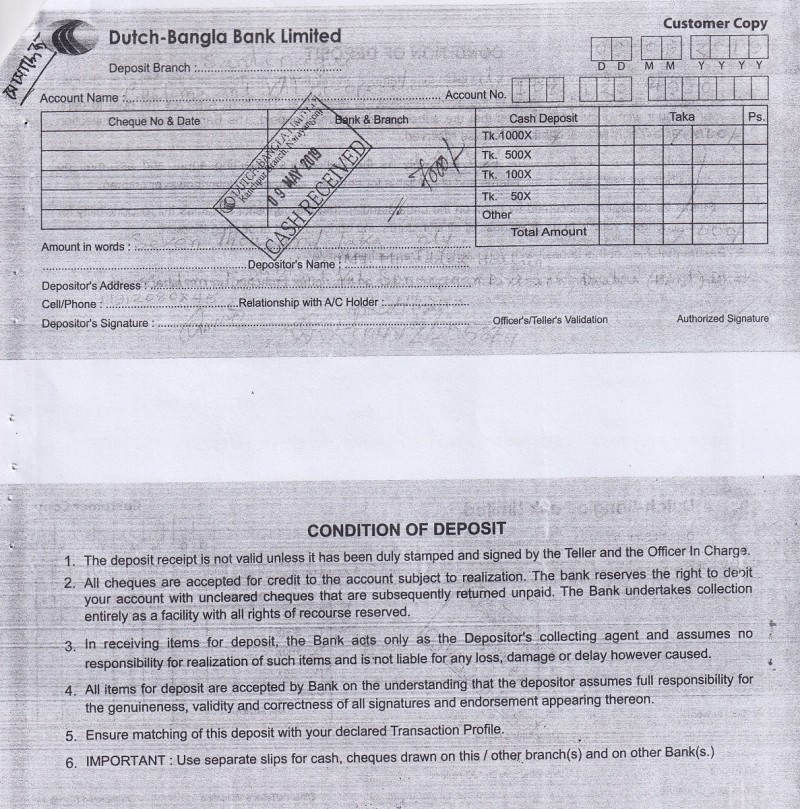 Customer Copy
Dutch-Bangla Bank Limited
D D M M Y Y Y Y
Deposit Branch :
Account Name : Account No.
Cheque No & Date Bank & Branch Cash Deposit Taka Ps.
Tk.1000X
Tk. 500X
Tk. 100X
Tk. 50X
Other
Total Amount
DUTCH-BANGLA BANK LIMITED
09 MAY 2019
CASH RECEIVED
Amount in words : Seven
Depositor's Name :
Depositor's Address :
Cell/Phone : Relationship with A/C Holder :
Depositor's Signature : Officer's/Teller's Validation Authorized Signature
CONDITION OF DEPOSIT
1. The deposit receipt is not valid unless it has been duly stamped and signed by the Teller and the Officer In Charge.
2. All cheques are accepted for credit to the account subject to realization. The bank reserves the right to debit
your account with uncleared cheques that are subsequently returned unpaid. The Bank undertakes collection
entirely as a facility with all rights of recourse reserved.
3. In receiving items for deposit, the Bank acts only as the Depositor's collecting agent and assumes no
responsibility for realization of such items and is not liable for any loss, damage or delay however caused.
4. All items for deposit are accepted by Bank on the understanding that the depositor assumes full responsibility for
the genuineness, validity and correctness of all signatures and endorsement appearing thereon.
5. Ensure matching of this deposit with your declared Transaction Profile.
6. IMPORTANT : Use separate slips for cash, cheques drawn on this / other branch(s) and on other Bank(s.)